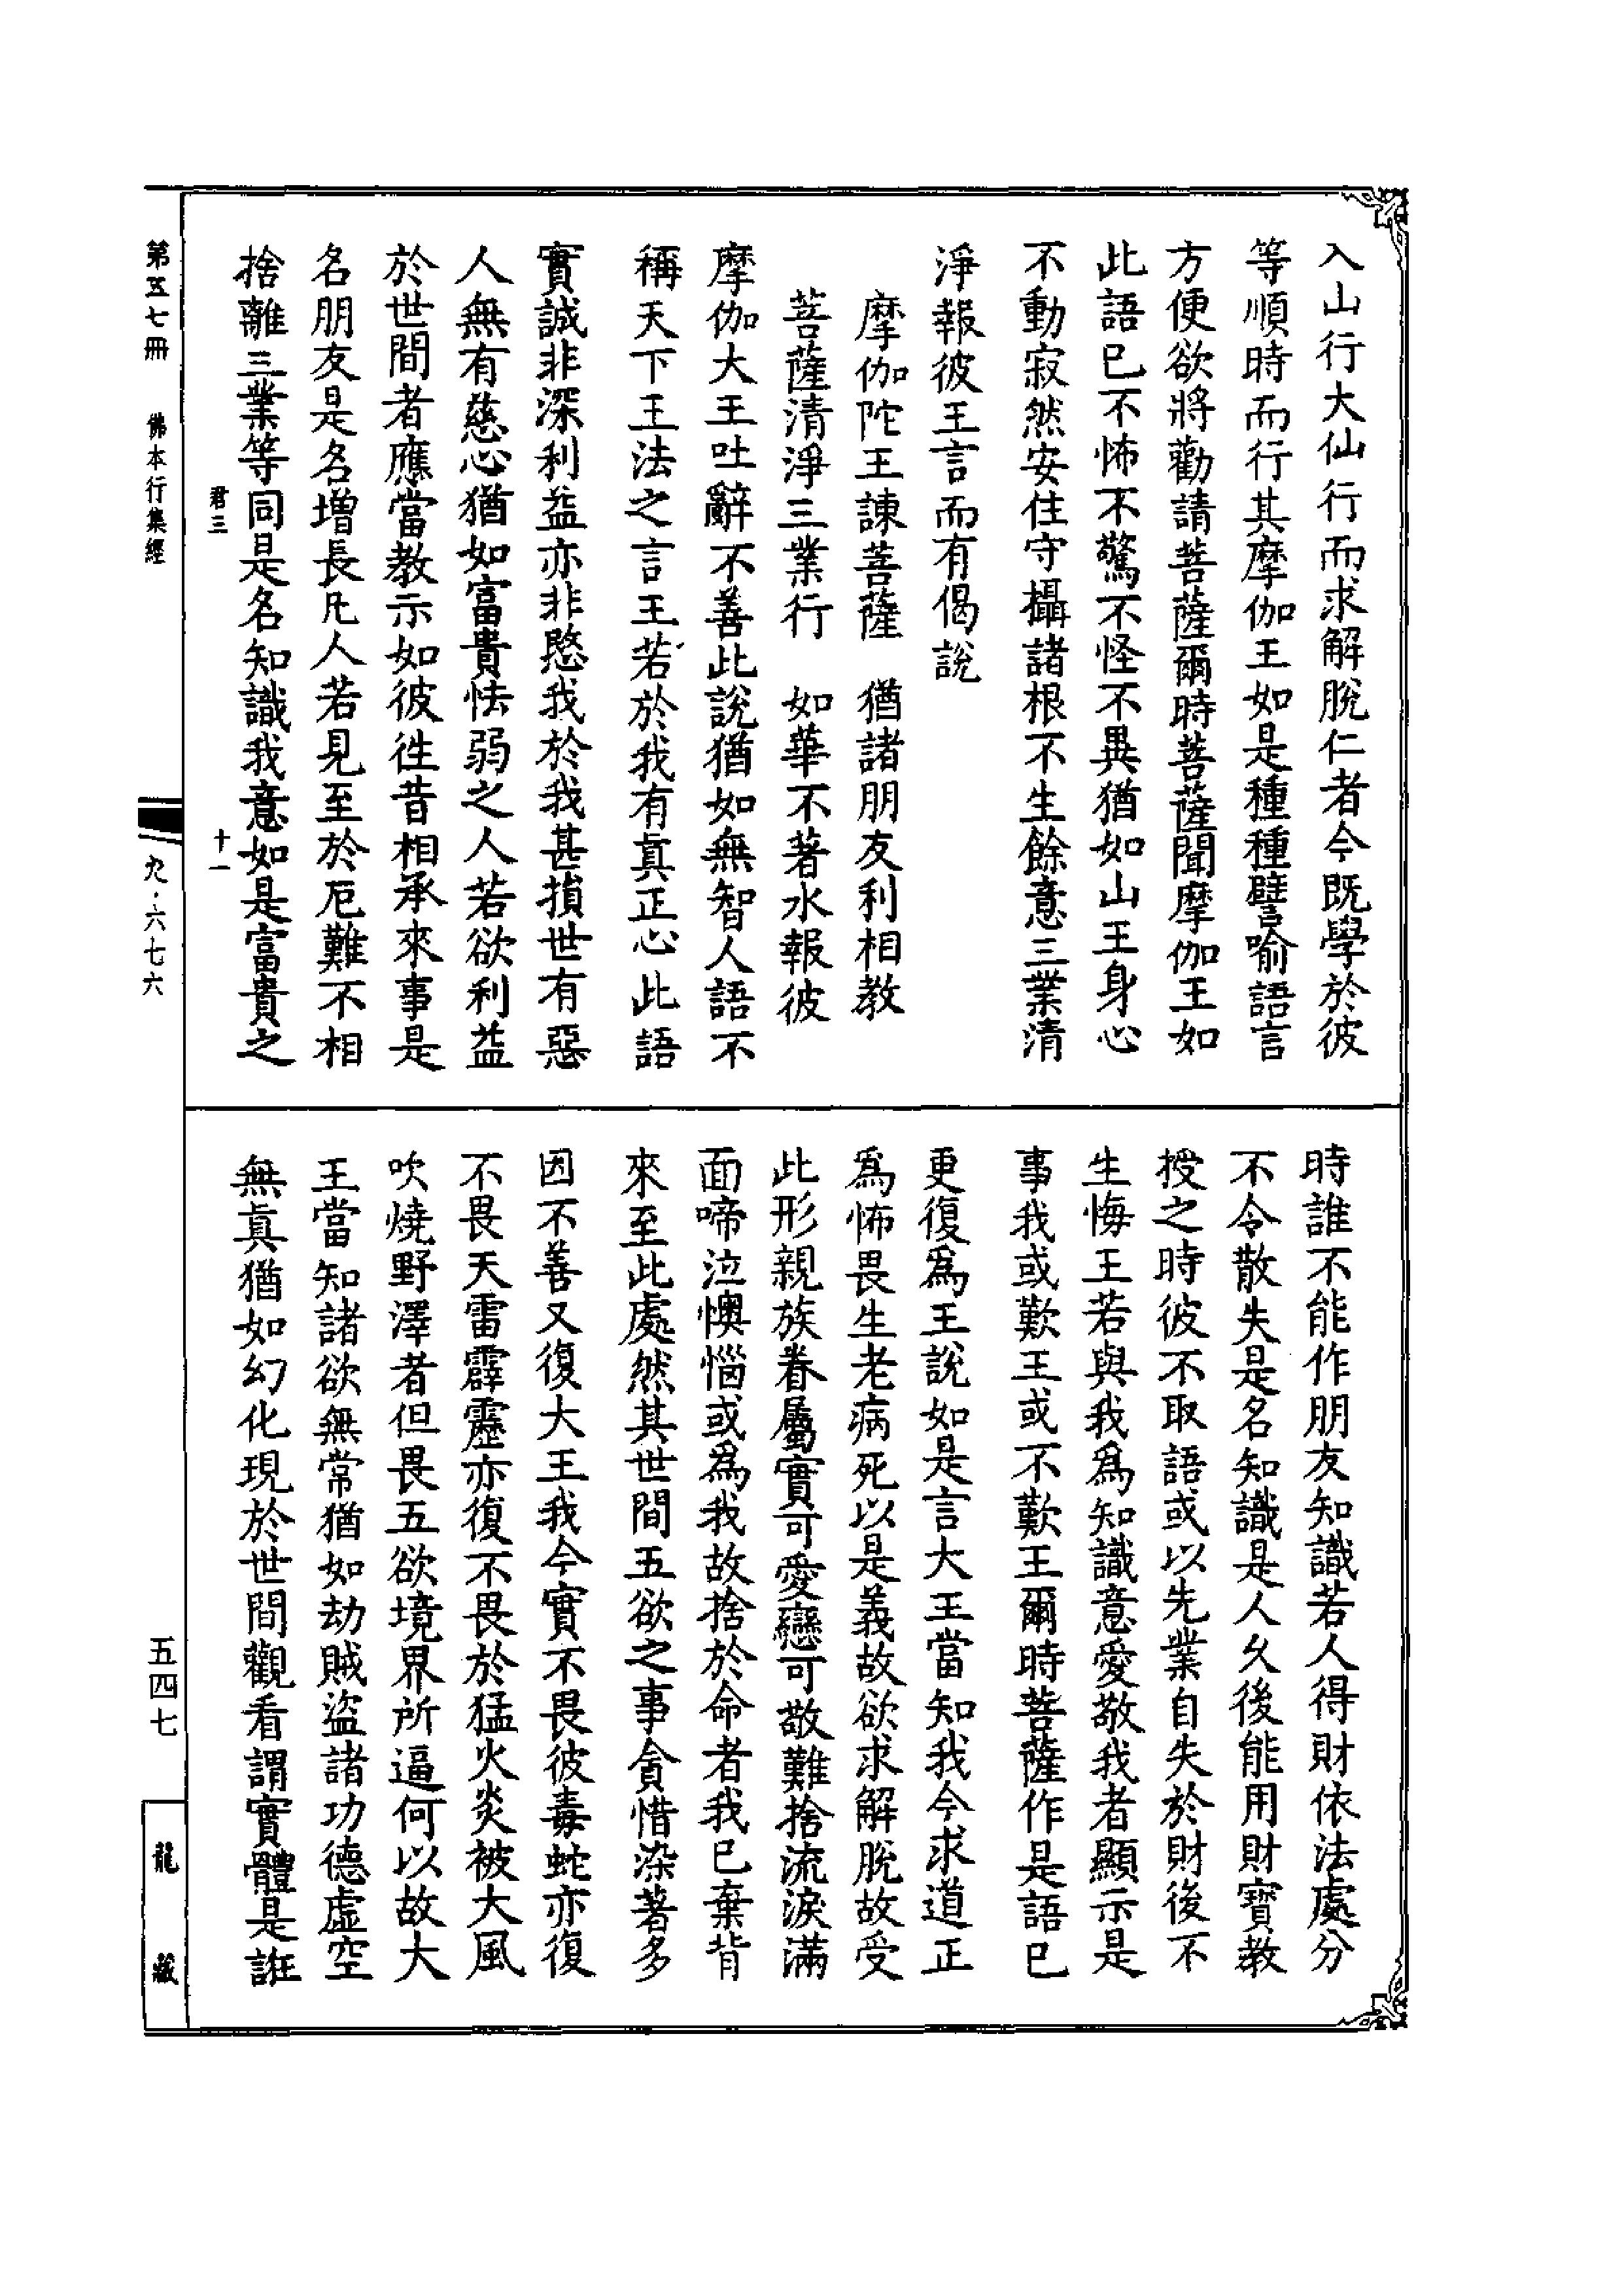 入山行大仙行而求解脫仁者今既學於彼
等順時而行其摩伽王如是種種譬喻語言
方便欲將勸請菩薩爾時菩薩聞摩伽王如
此語已不怖不驚不怪不異猶如山王身心
不動寂然安住守攝諸根不生餘意三業清
淨報彼王言而有偈說
摩伽陀王諫菩薩　猶諸朋友利相教
菩薩清淨三業行　如華不著水報彼
摩伽大王吐辭不善此說猶如無智人語不
稱天下王法之言王若於我有真正心此語
實誠非深利益亦非愍我於我甚損世有惡
人無有慈心猶如富貴怯弱之人若欲利益
於世間者應當教示如彼往昔相承來事是
名朋友是名增長凡人若見至於厄難不相
捨離三業等同是名知識我意如是富貴之
君三　十一
時誰不能作朋友知識若人得財依法處分
不令散失是名知識是人久後能用財寶教
授之時彼不取語或以先業自失於財後不
生悔王若與我為知識意愛敬我者顯示是
事我或歎王或不歎王爾時菩薩作是語已
更復為王說如是言大王當知我今求道正
為怖畏生老病死以是義故欲求解脫故受
此形親族眷屬實可愛戀可敬難捨流淚滿
面啼泣懊惱或為我故捨於命者我已棄背
來至此處然其世間五欲之事貪惜染著多
因不善又復大王我今實不畏彼毒蛇亦復
不畏天雷霹靂亦復不畏於猛火炎被大風
吹燒野澤者但畏五欲境界所逼何以故大
王當知諸欲無常猶如劫賊盜諸功德虛空
無真猶如幻化現於世間觀看謂實體是誑
第五七冊　佛本行集經
六七六
五四七
龍藏